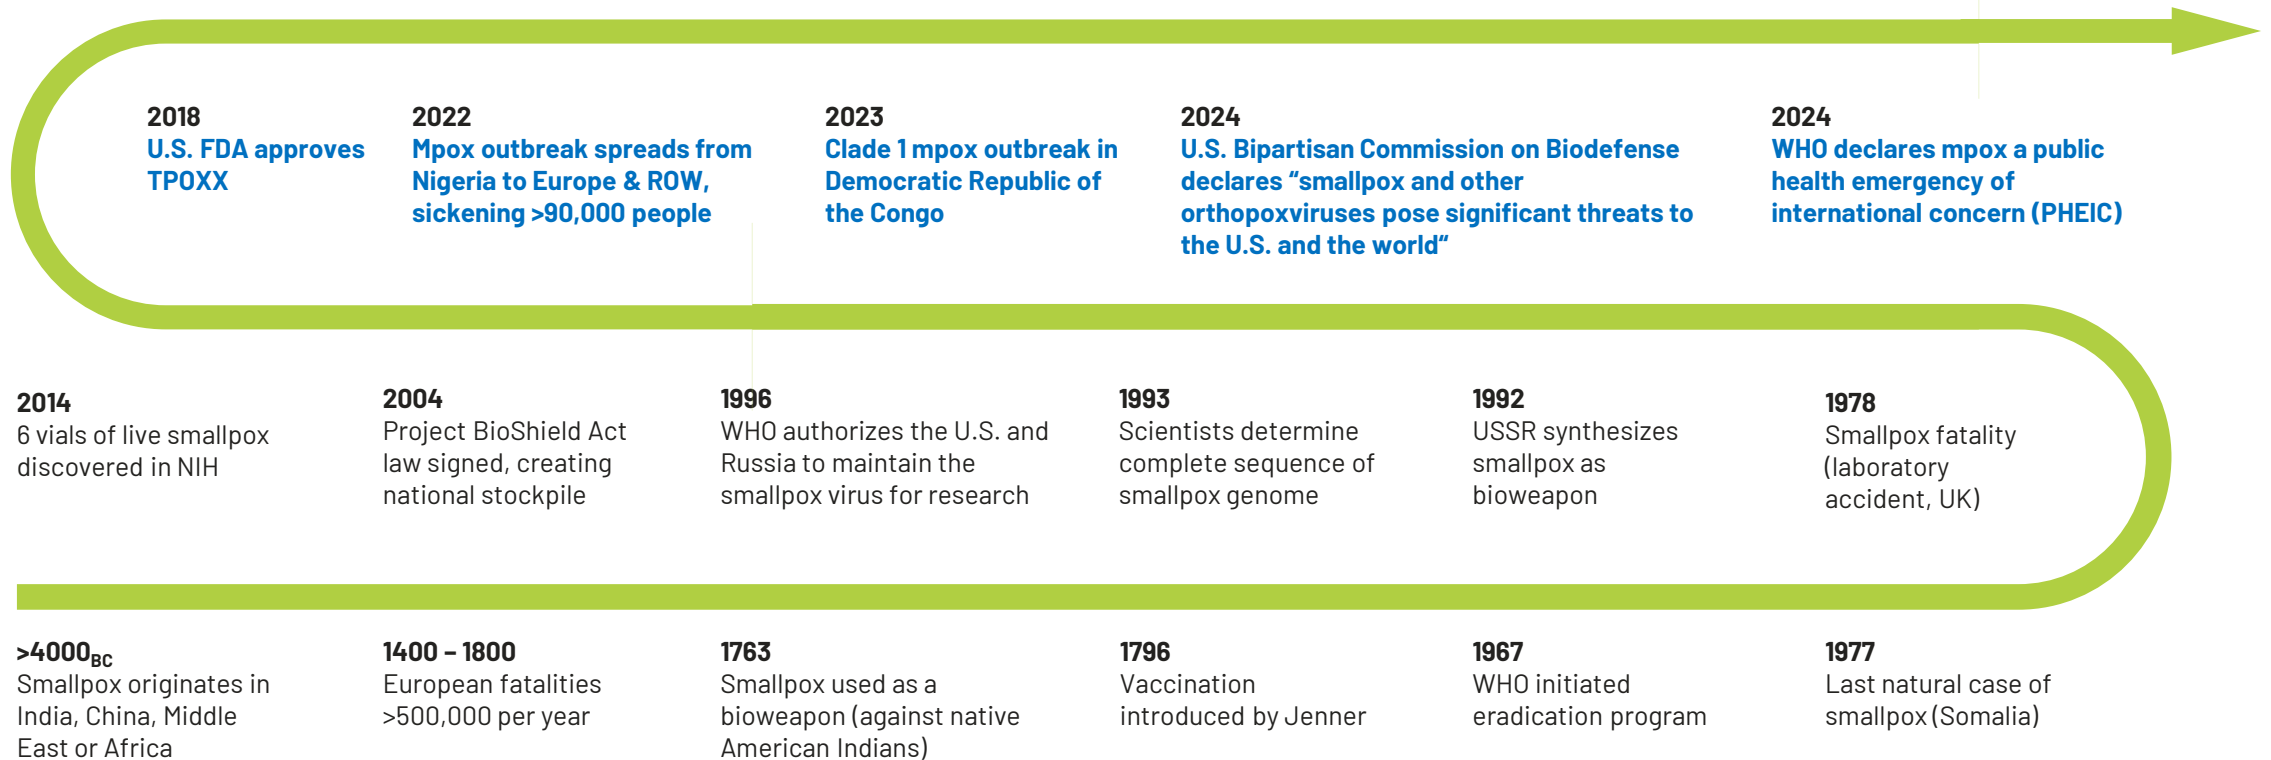 2018
U.S. FDA approves
TPOXX
2022
Mpox outbreak spreads from
Nigeria to Europe & ROW,
sickening >90,000 people
2023
Clade 1 mpox outbreak in
Democratic Republic of
the Congo
2024
U.S. Bipartisan Commission on Biodefense
declares “smallpox and other
orthopoxviruses pose significant threats to
the U.S. and the world“
2024
WHO declares mpox a public
health emergency of
international concern (PHEIC)
2014
6 vials of live smallpox
discovered in NIH
2004
Project BioShield Act
law signed, creating
national stockpile
1996
WHO authorizes the U.S. and
Russia to maintain the
smallpox virus for research
1993
Scientists determine
complete sequence of
smallpox genome
1992
USSR synthesizes
smallpox as
bioweapon
1978
Smallpox fatality
(laboratory
accident, UK)
>4000BC
Smallpox originates in
India, China, Middle
East or Africa
1400 – 1800
European fatalities
>500,000 per year
1763
Smallpox used as a
bioweapon (against native
American Indians)
1796
Vaccination
introduced by Jenner
1967
WHO initiated
eradication program
1977
Last natural case of
smallpox (Somalia)